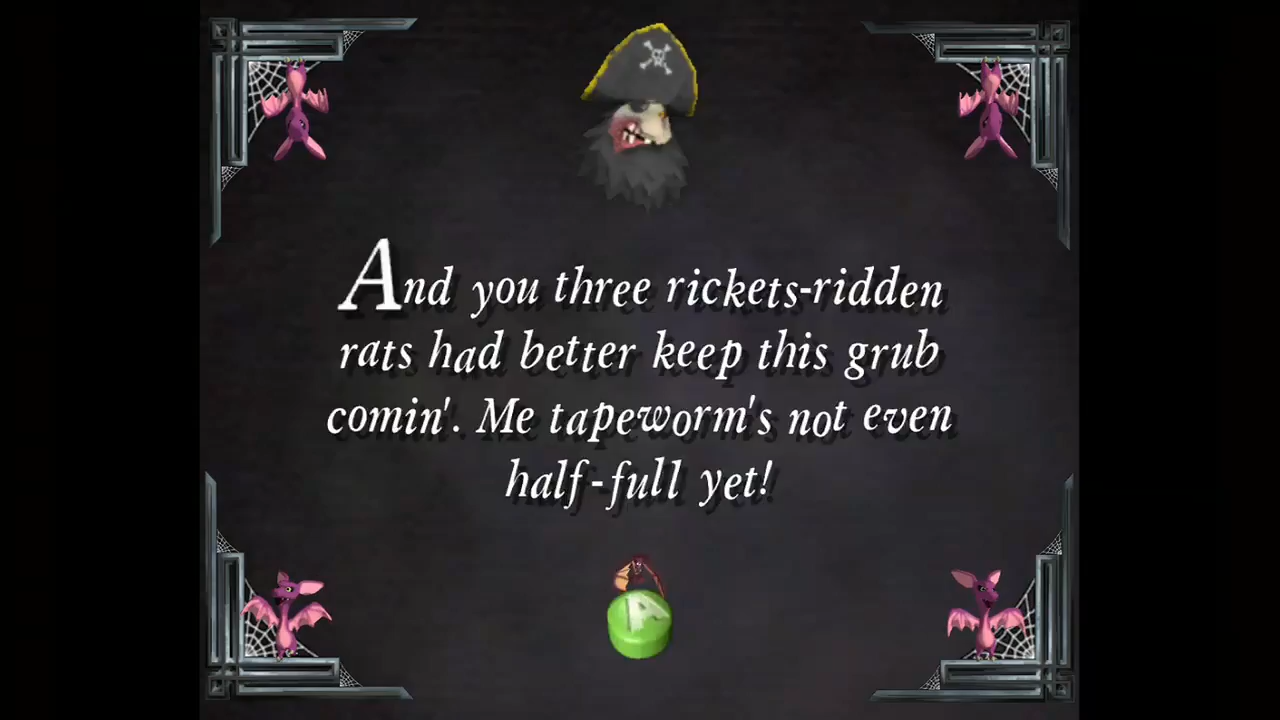 And you three rickets-ridden
rats had better keep this grub
comin'. Me tapeworm's not even
half-full yet!
A